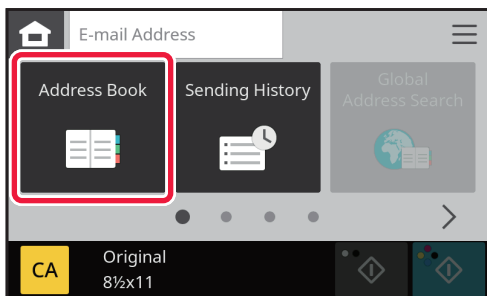 E-mail Address
Address Book
Sending History
Global
Address Search
CA
Original
8½x11